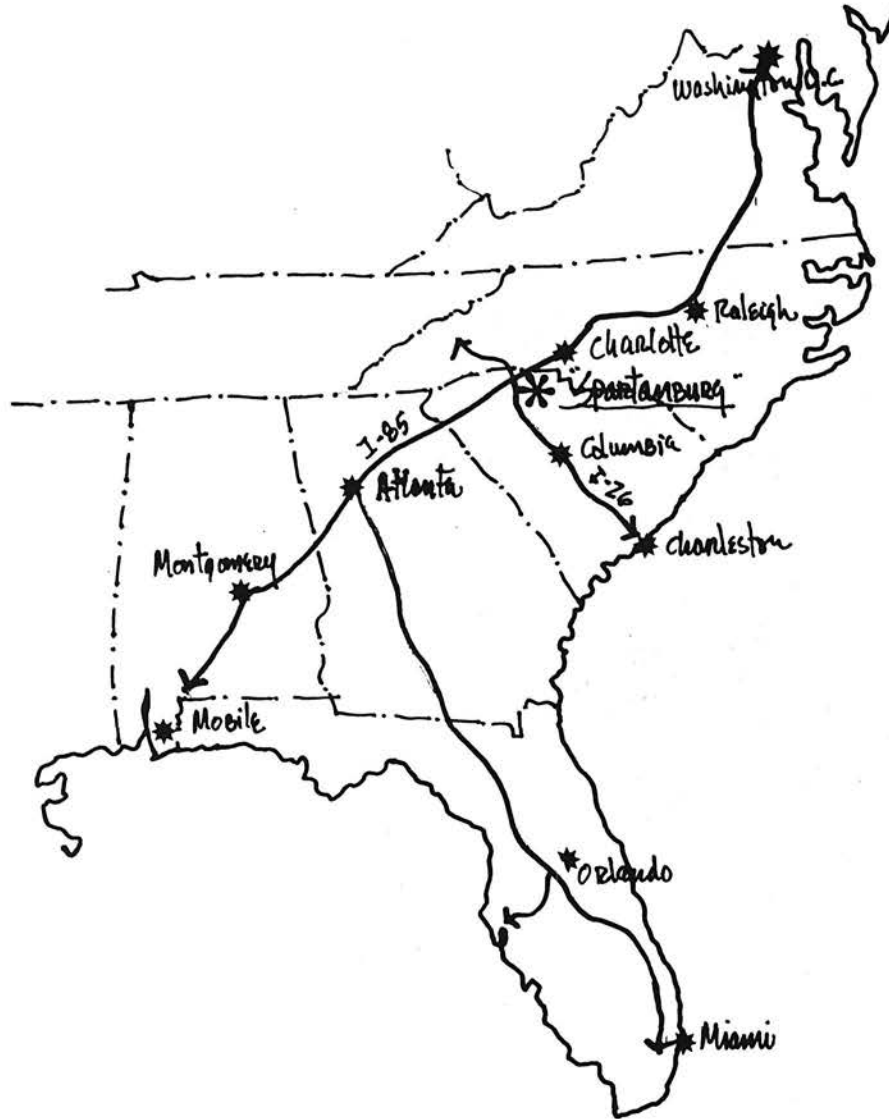 Washington D.C.
Raleigh
Charlotte
"Spartanburg"
I-85
Columbia
I-26
Atlanta
Charleston
Montgomery
Mobile
Orlando
Miami